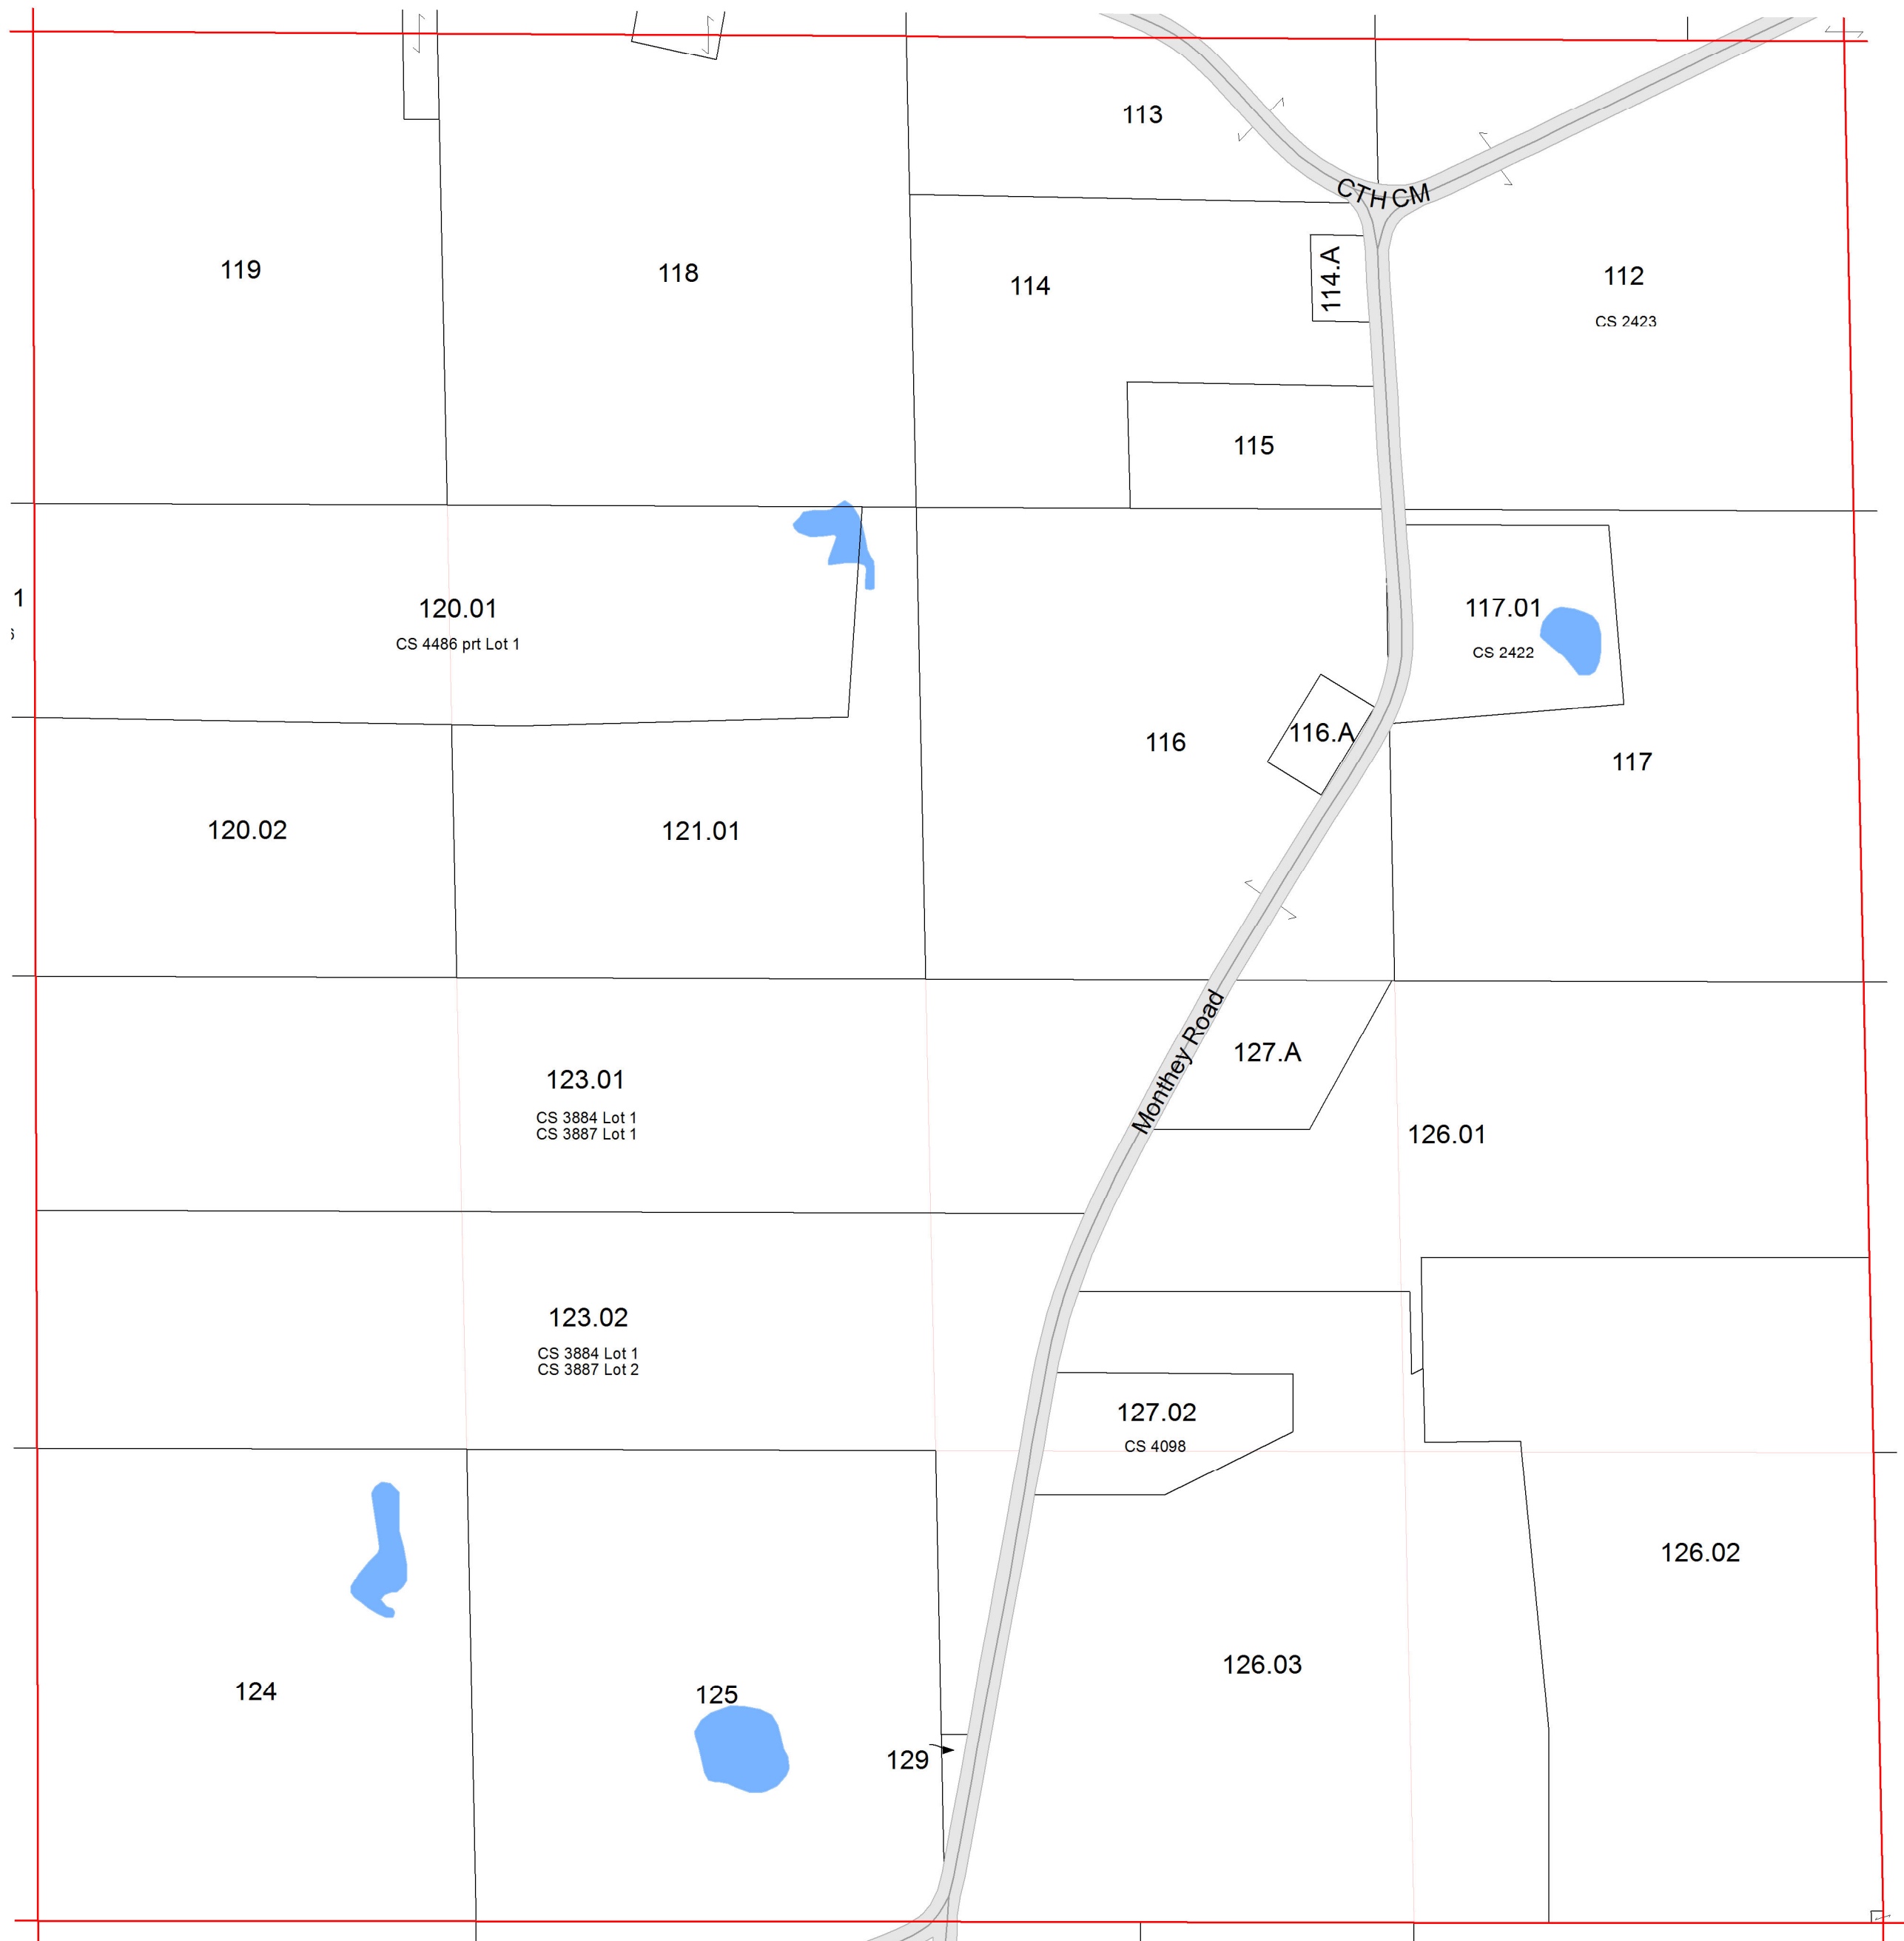 113
CTH CM
119
118
114
114.A
112
CS 2423
115
1
120.01
CS 4486 prt Lot 1
117.01
CS 2422
116
116.A
117
120.02
121.01
Monthey Road
127.A
123.01
CS 3884 Lot 1
CS 3887 Lot 1
126.01
123.02
CS 3884 Lot 1
CS 3887 Lot 2
127.02
CS 4098
126.02
126.03
124
125
129